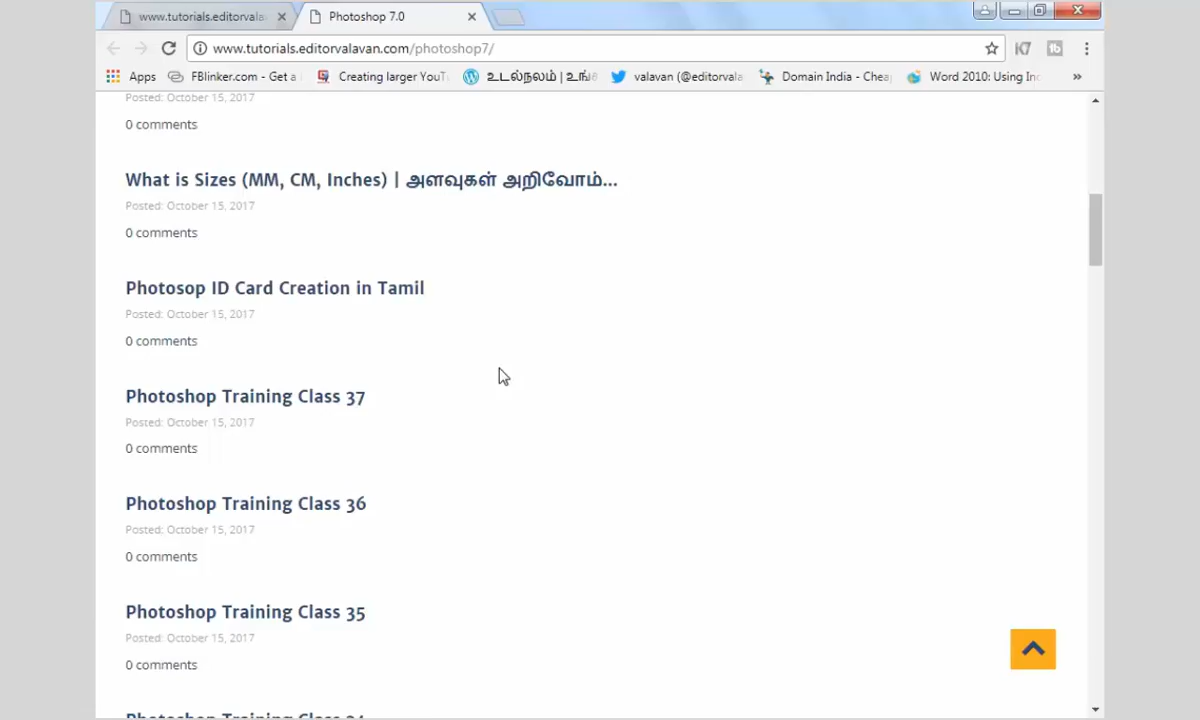 www.tutorials.editorvala
Photoshop 7.0
www.tutorials.editorvalavan.com/photoshop7/
Apps FBlinker.com - Get a Creating larger YouT உடல்நலம் | உங் valavan (@editorvala Domain India - Chea Word 2010: Using In »
Posted: October 15, 2017
0 comments
What is Sizes (MM, CM, Inches) | அளவுகள் அறிவோம்...
Posted: October 15, 2017
0 comments
Photosop ID Card Creation in Tamil
Posted: October 15, 2017
0 comments
Photoshop Training Class 37
Posted: October 15, 2017
0 comments
Photoshop Training Class 36
Posted: October 15, 2017
0 comments
Photoshop Training Class 35
Posted: October 15, 2017
0 comments
Photoshop Training Class